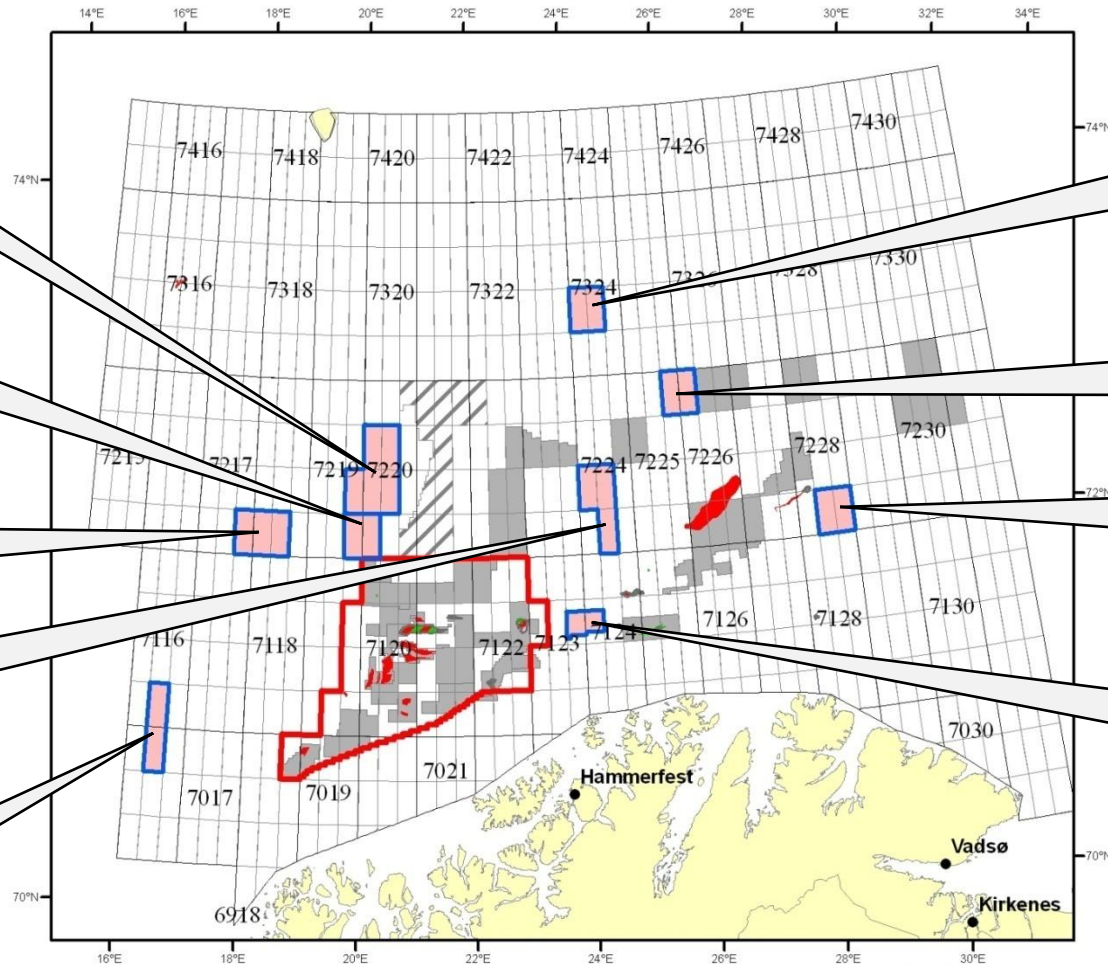 14°E 16°E 18°E 20°E 22°E 24°E 26°E 28°E 30°E 32°E 34°E
7416 7418 7420 7422 7424 7426 7428 7430
74°N 74°N
7316 7318 7320 7322 7324 7328 7330
7217 7219 7220 7224 7225 7226 7228 7230
72°N
7116 7118 7120 7122 7123 7124 7126 7128 7130
7017 7019 7021 7030
Hammerfest
Vadsø
70°N 70°N
Kirkenes
6918
16°E 18°E 20°E 22°E 24°E 26°E 28°E 30°E